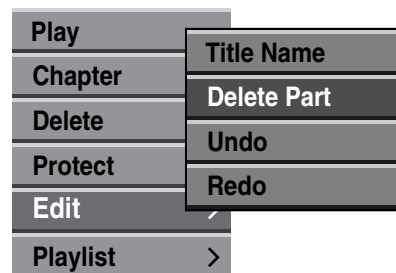 Play
Chapter
Delete
Protect
Edit
Playlist >
Title Name
Delete Part
Undo
Redo